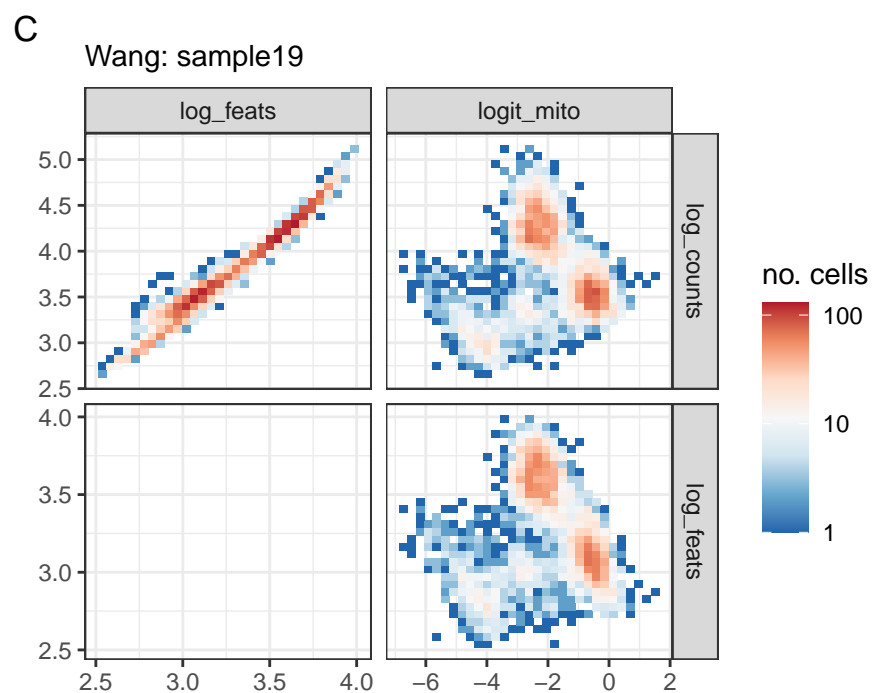 C
Wang: sample19
log_feats
logit_mito
5.0
4.5
4.0
3.5
3.0
2.5
log_counts
no. cells
100
10
1
4.0
3.5
3.0
2.5
log_feats
2.5 3.0 3.5 4.0
−6 −4 −2 0 2